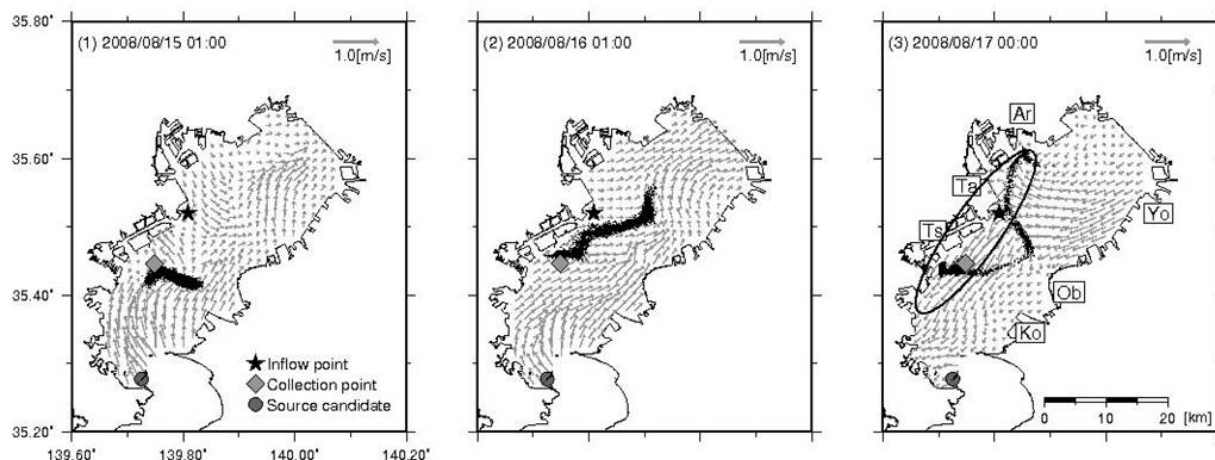 35.80°
35.60°
35.40°
35.20°
(1) 2008/08/15 01:00
1.0[m/s]
Inflow point
Collection point
Source candidate
139.60°
139.80°
140.00°
140.20°
(2) 2008/08/16 01:00
1.0[m/s]
(3) 2008/08/17 00:00
1.0[m/s]
Ar
Ta
Yo
Ts
Ob
Ko
0 10 20 [km]